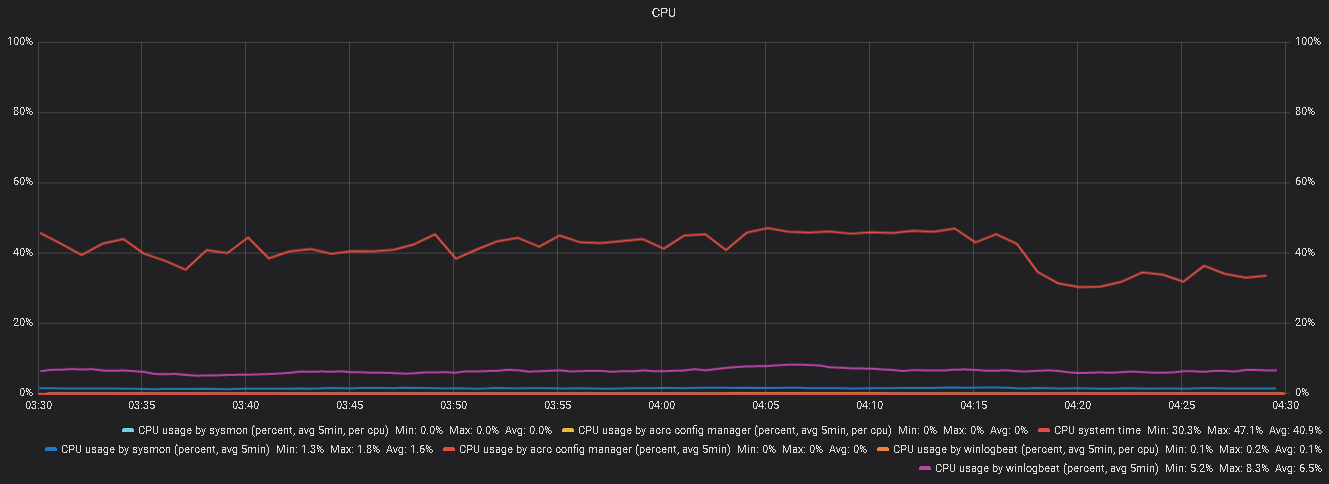 CPU
100% 100%
80% 80%
60% 60%
40% 40%
20% 20%
0% 0%
03:30 03:35 03:40 03:45 03:50 03:55 04:00 04:05 04:10 04:15 04:20 04:25 04:30
CPU usage by sysmon (percent, avg 5min, per cpu) Min: 0.0% Max: 0.0% Avg: 0.0% CPU usage by acrc config manager (percent, avg 5min, per cpu) Min: 0% Max: 0% Avg: 0% CPU system time Min: 30.3% Max: 47.1% Avg: 40.9%
CPU usage by sysmon (percent, avg 5min) Min: 1.3% Max: 1.8% Avg: 1.6% CPU usage by acrc config manager (percent, avg 5min) Min: 0% Max: 0% Avg: 0% CPU usage by winlogbeat (percent, avg 5min, per cpu) Min: 0.1% Max: 0.2% Avg: 0.1%
CPU usage by winlogbeat (percent, avg 5min) Min: 5.2% Max: 8.3% Avg: 6.5%